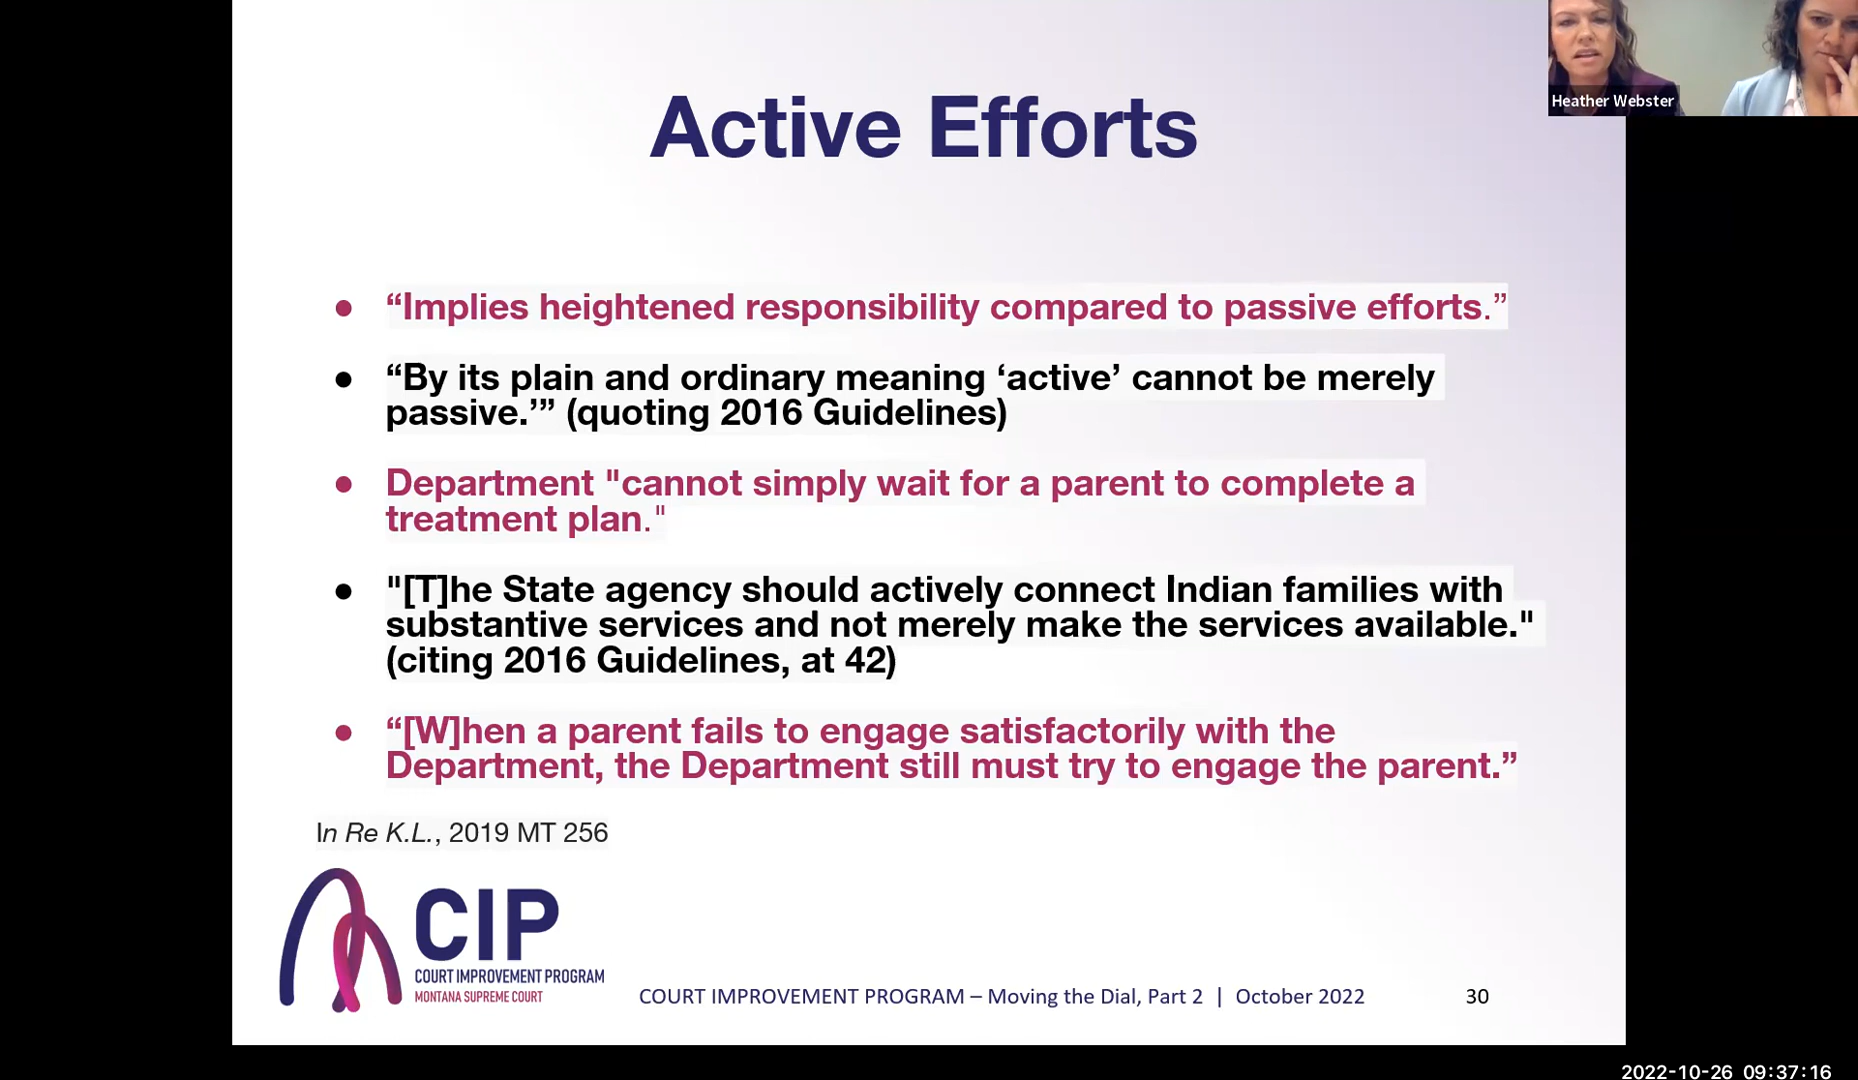 Heather Webster
Active Efforts
● “Implies heightened responsibility compared to passive efforts.”
● “By its plain and ordinary meaning ‘active’ cannot be merely
passive.’” (quoting 2016 Guidelines)
● Department "cannot simply wait for a parent to complete a
treatment plan."
● "[T]he State agency should actively connect Indian families with
substantive services and not merely make the services available."
(citing 2016 Guidelines, at 42)
● “[W]hen a parent fails to engage satisfactorily with the
Department, the Department still must try to engage the parent.”
In Re K.L., 2019 MT 256
CIP
COURT IMPROVEMENT PROGRAM
MONTANA SUPREME COURT
COURT IMPROVEMENT PROGRAM – Moving the Dial, Part 2 | October 2022 30
2022-10-26 09:37:16